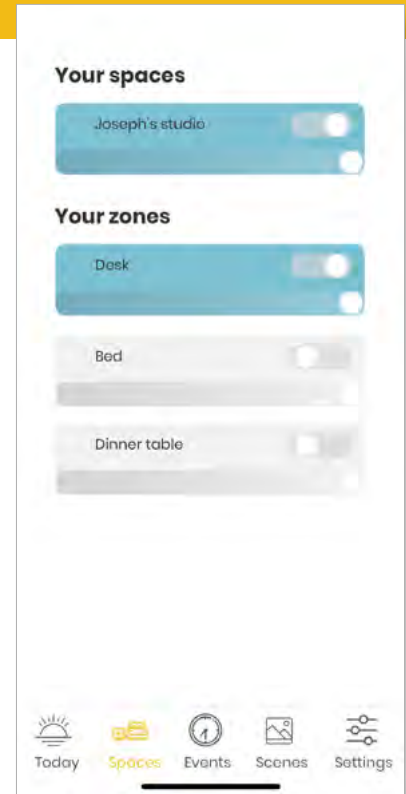 Your spaces
Joseph's studio
Your zones
Desk
Bed
Dinner table
Today Spaces Events Scenes Settings